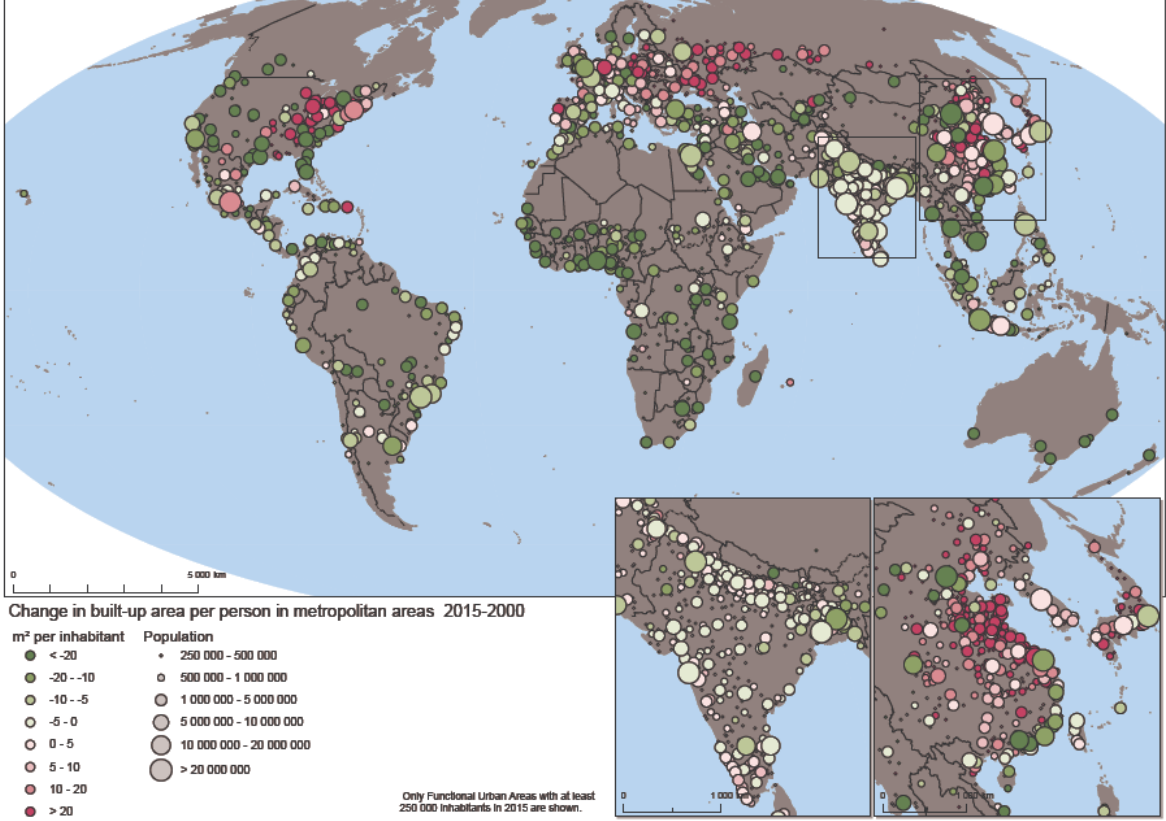 0 5 000 km
Change in built-up area per person in metropolitan areas 2015-2000
m² per inhabitant Population
< -20 250 000 - 500 000
-20 - -10 500 000 - 1 000 000
-10 - -5 1 000 000 - 5 000 000
-5 - 0 5 000 000 - 10 000 000
0 - 5 10 000 000 - 20 000 000
5 - 10 > 20 000 000
10 - 20
> 20
Only Functional Urban Areas with at least
250 000 inhabitants in 2015 are shown.
0 1 000 km
0 1 000 km